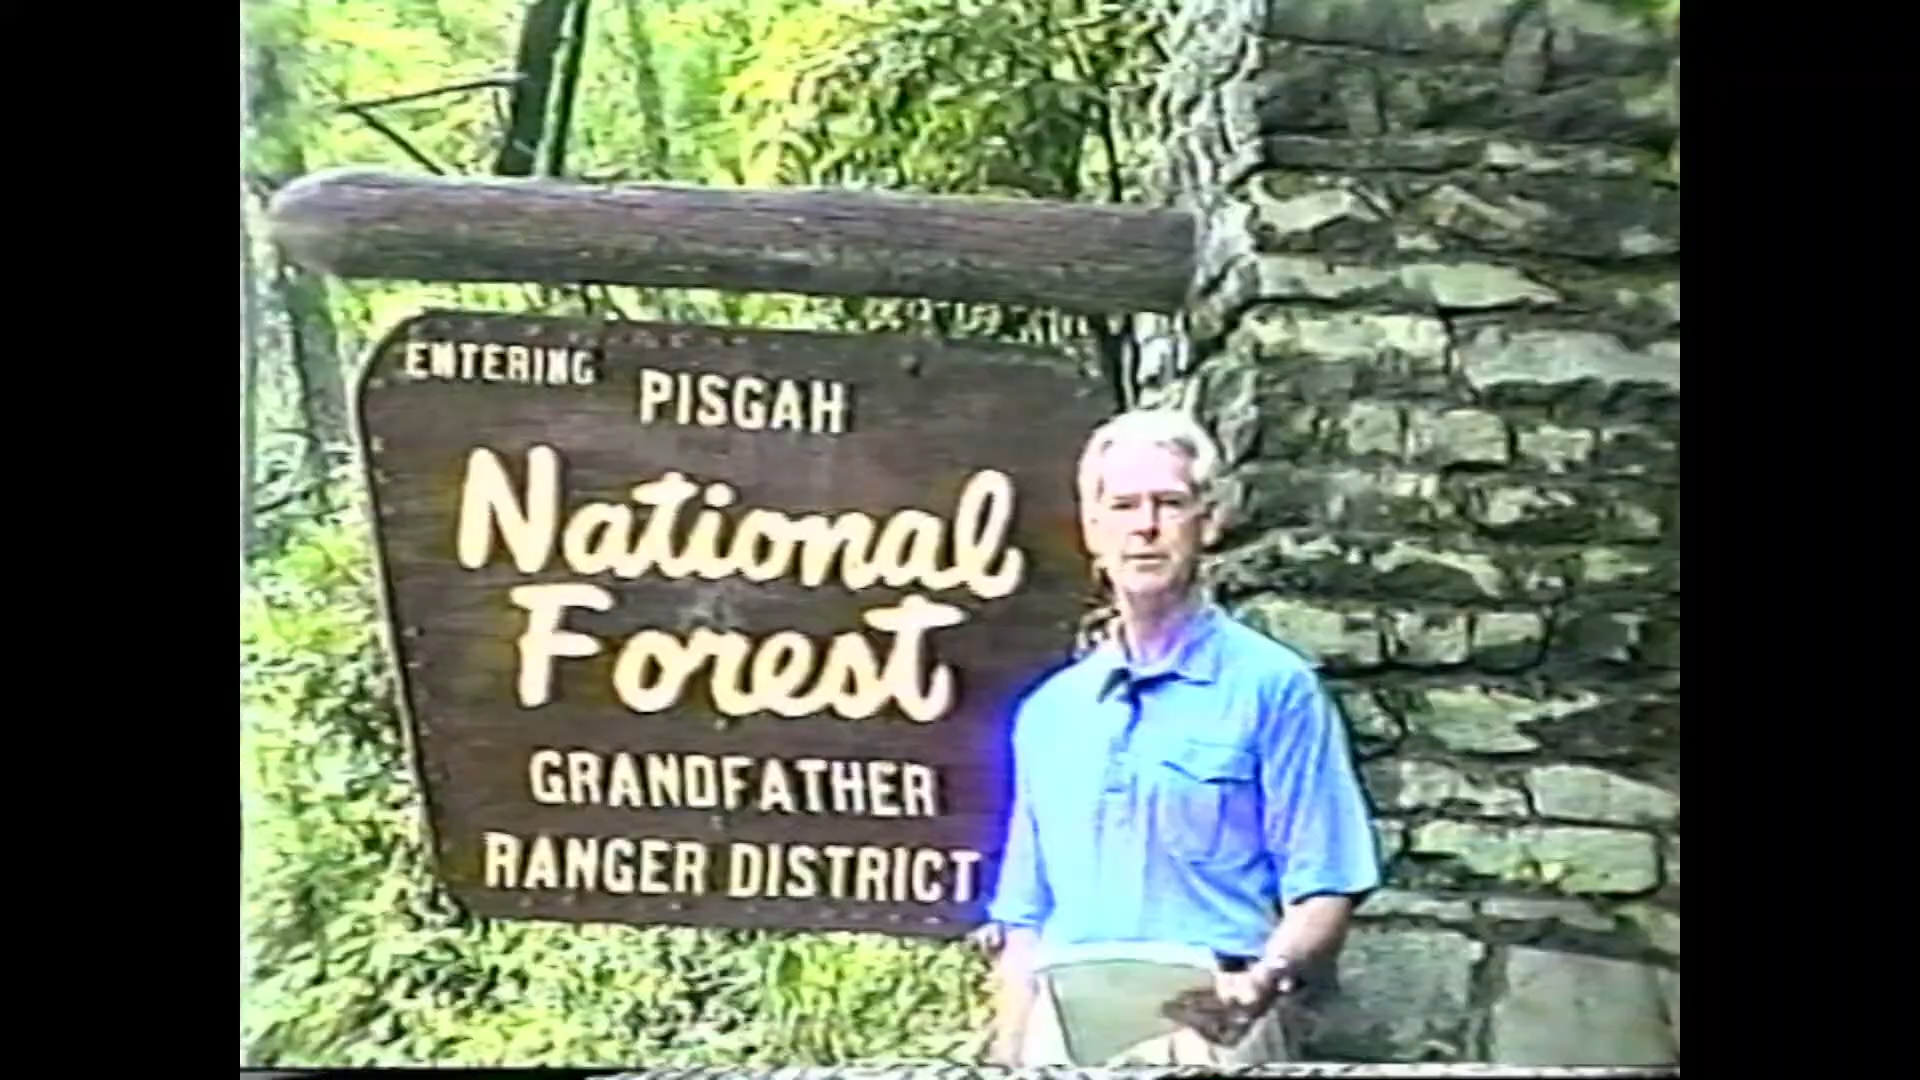 ENTERING PISGAH
National
Forest
GRANDFATHER
RANGER DISTRICT